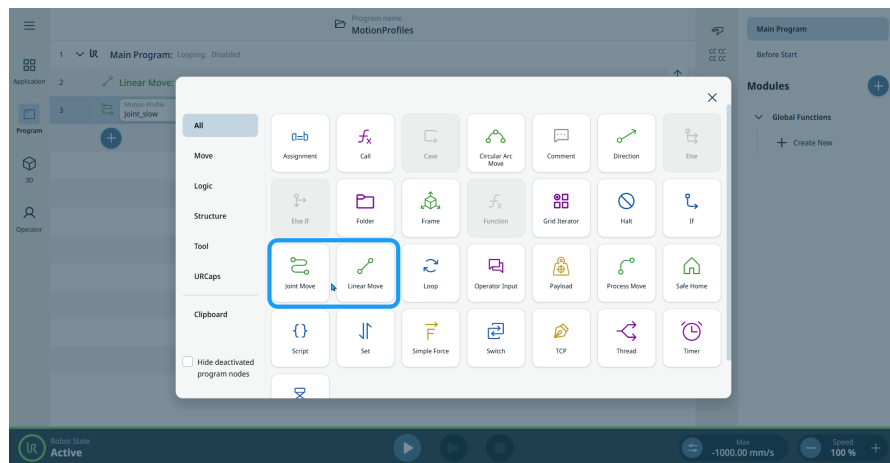 Program name
MotionProfiles
Main Program
Before Start
Modules
Global Functions
Create New
Application
Program
3D
Operator
1 Main Program: Looping: Disabled
2 Linear Move:
3 Motion Profile
Joint_slow
All
Move
Logic
Structure
Tool
URCaps
Clipboard
Hide deactivated
program nodes
a=b
Assignment
Call
Case
Circular Arc
Move
Comment
Direction
Else
Else If
Folder
Frame
Function
Grid Iterator
Halt
If
Joint Move
Linear Move
Loop
Operator Input
Payload
Process Move
Safe Home
Script
Set
Simple Force
Switch
TCP
Thread
Timer
Robot State
Active
Max
-1000.00 mm/s
Speed
100 %